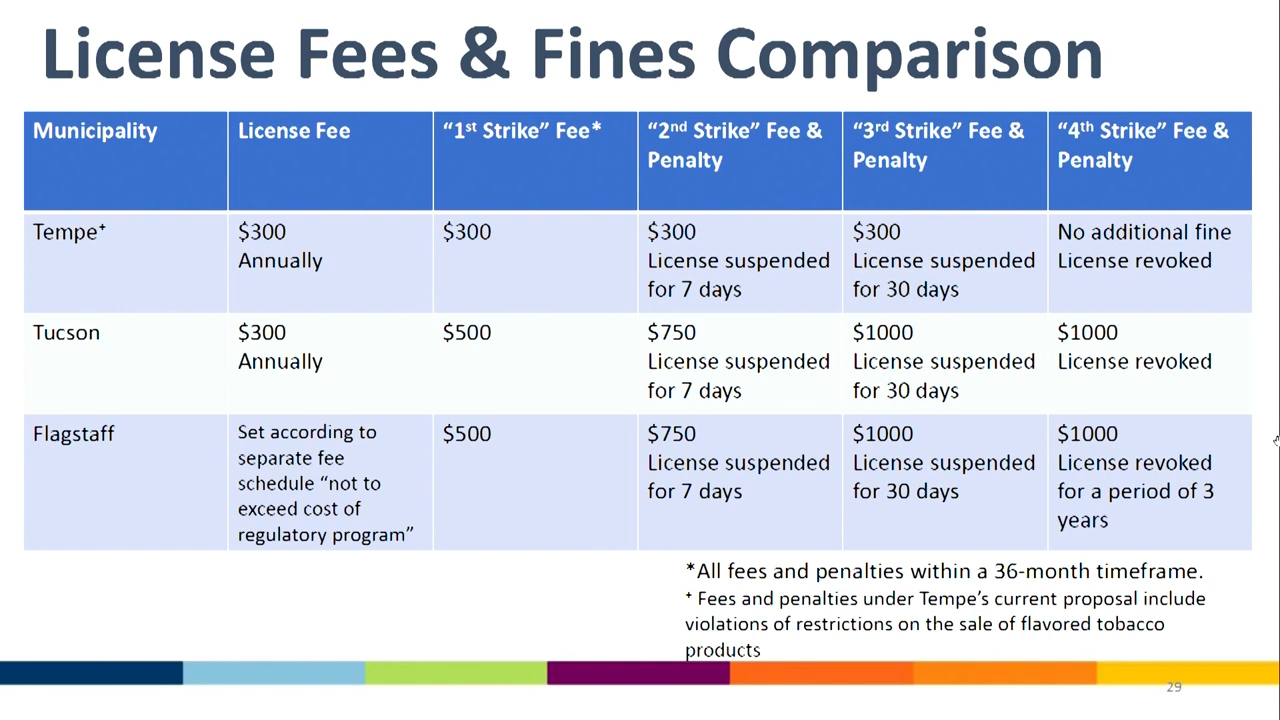 License Fees & Fines Comparison
Municipality
License Fee
“1st Strike” Fee*
“2nd Strike” Fee &
Penalty
“3rd Strike” Fee &
Penalty
“4th Strike” Fee &
Penalty
Tempe⁺
$300
Annually
$300
$300
License suspended
for 7 days
$300
License suspended
for 30 days
No additional fine
License revoked
Tucson
$300
Annually
$500
$750
License suspended
for 7 days
$1000
License suspended
for 30 days
$1000
License revoked
Flagstaff
Set according to
separate fee
schedule “not to
exceed cost of
regulatory program”
$500
$750
License suspended
for 7 days
$1000
License suspended
for 30 days
$1000
License revoked
for a period of 3
years
*All fees and penalties within a 36-month timeframe.
⁺ Fees and penalties under Tempe’s current proposal include
violations of restrictions on the sale of flavored tobacco
products
29